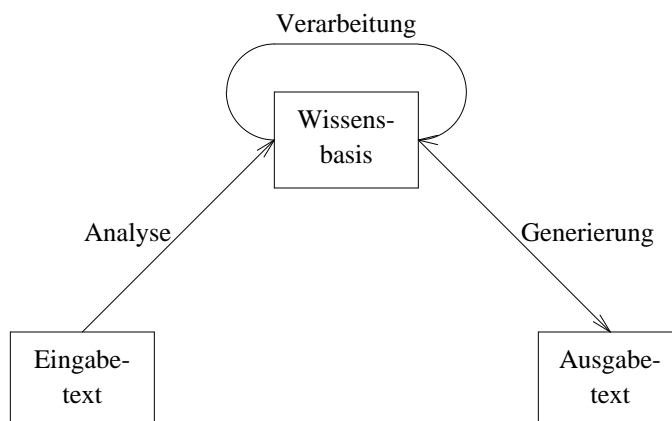 Verarbeitung
Wissens-
basis
Analyse
Generierung
Eingabe-
text
Ausgabe-
text